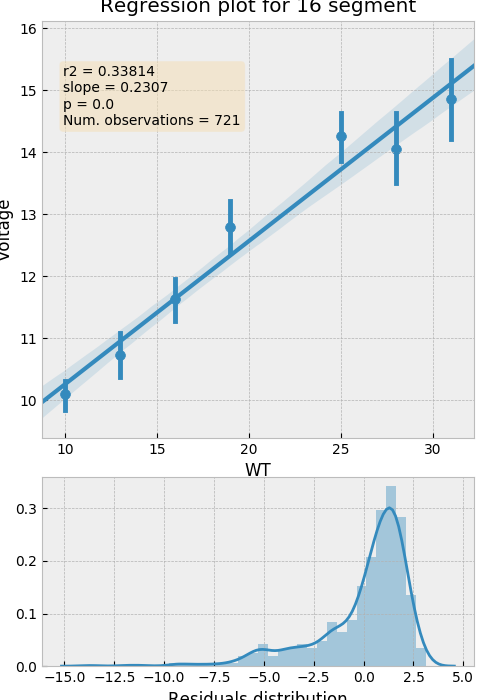 Regression plot for 16 segment
16
r2 = 0.33814
slope = 0.2307
p = 0.0
Num. observations = 721
15
14
13
12
11
10
voltage
10 15 20 25 30
WT
0.3
0.2
0.1
0.0
−15.0 −12.5 −10.0 −7.5 −5.0 −2.5 0.0 2.5 5.0
Residuals distribution